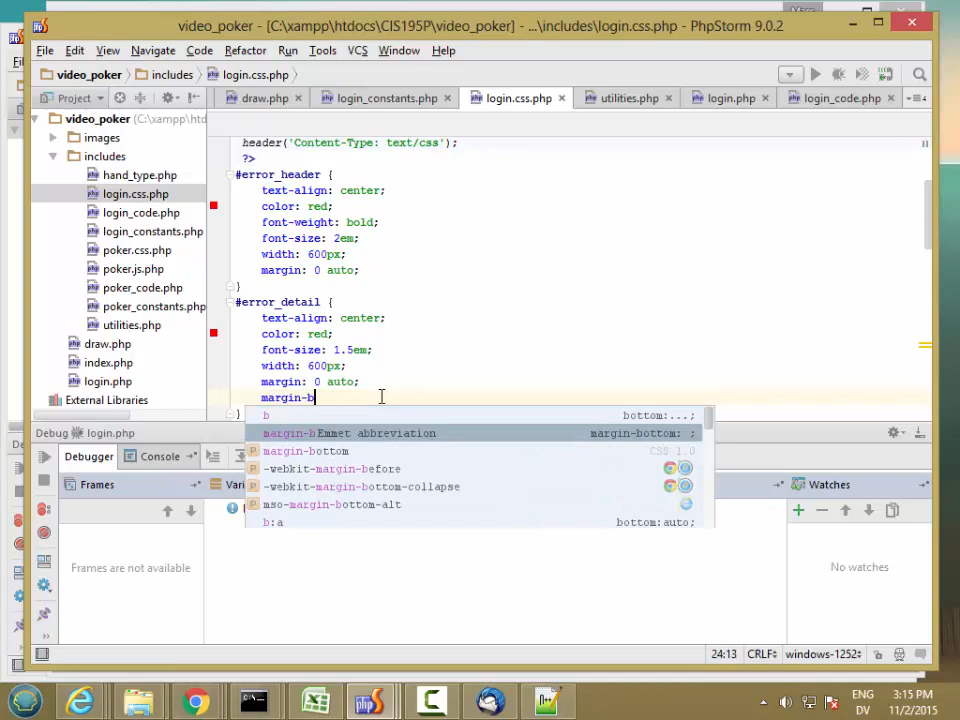 video_poker - [C:\xampp\htdocs\CIS195P\video_poker] - ...\includes\login.css.php - PhpStorm 9.0.2
File Edit View Navigate Code Refactor Run Tools VCS Window Help
video_poker includes login.css.php
Project draw.php login_constants.php login.css.php utilities.php login.php login_code.php
video_poker (C:\xampp\htd
images
includes
hand_type.php
login.css.php
login_code.php
login_constants.php
poker.css.php
poker.js.php
poker_code.php
poker_constants.php
utilities.php
draw.php
index.php
login.php
External Libraries
header('Content-Type: text/css');
?>
#error_header {
text-align: center;
color: red;
font-weight: bold;
font-size: 2em;
width: 600px;
margin: 0 auto;
}
#error_detail {
text-align: center;
color: red;
font-size: 1.5em;
width: 600px;
margin: 0 auto;
margin-b
}
b bottom:...;
margin-b Emmet abbreviation margin-bottom: ;
margin-bottom CSS 1.0
-webkit-margin-before
-webkit-margin-bottom-collapse
mso-margin-bottom-alt
b:a bottom:auto;
Debug login.php
Debugger Console
Frames Vari Watches
Frames are not available
No watches
24:13 CRLF windows-1252
ENG 3:15 PM
DV 11/2/2015